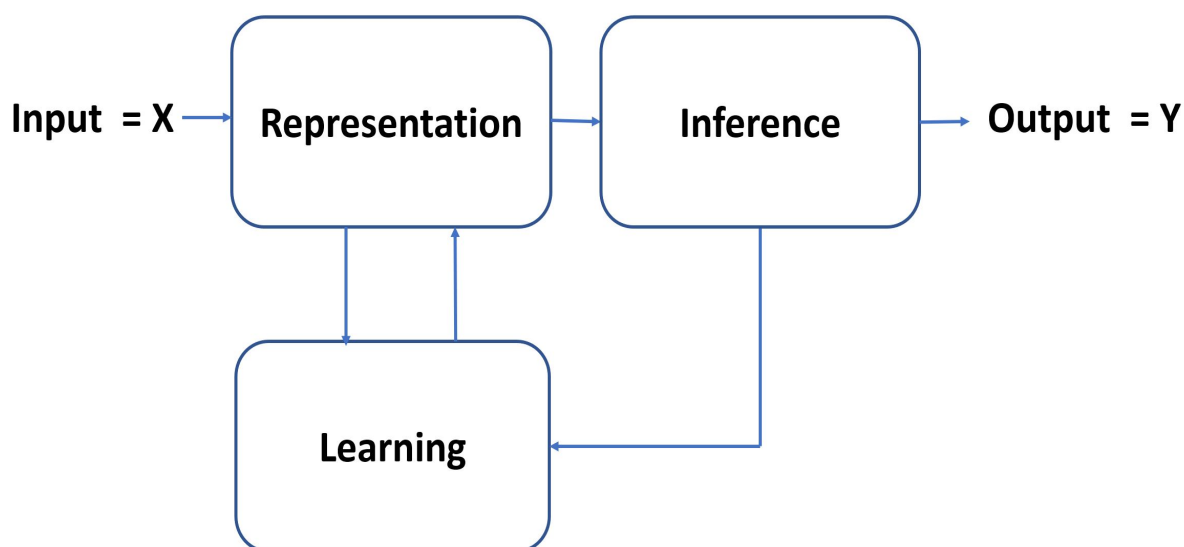 Input = X
Representation
Inference
Output = Y
Learning